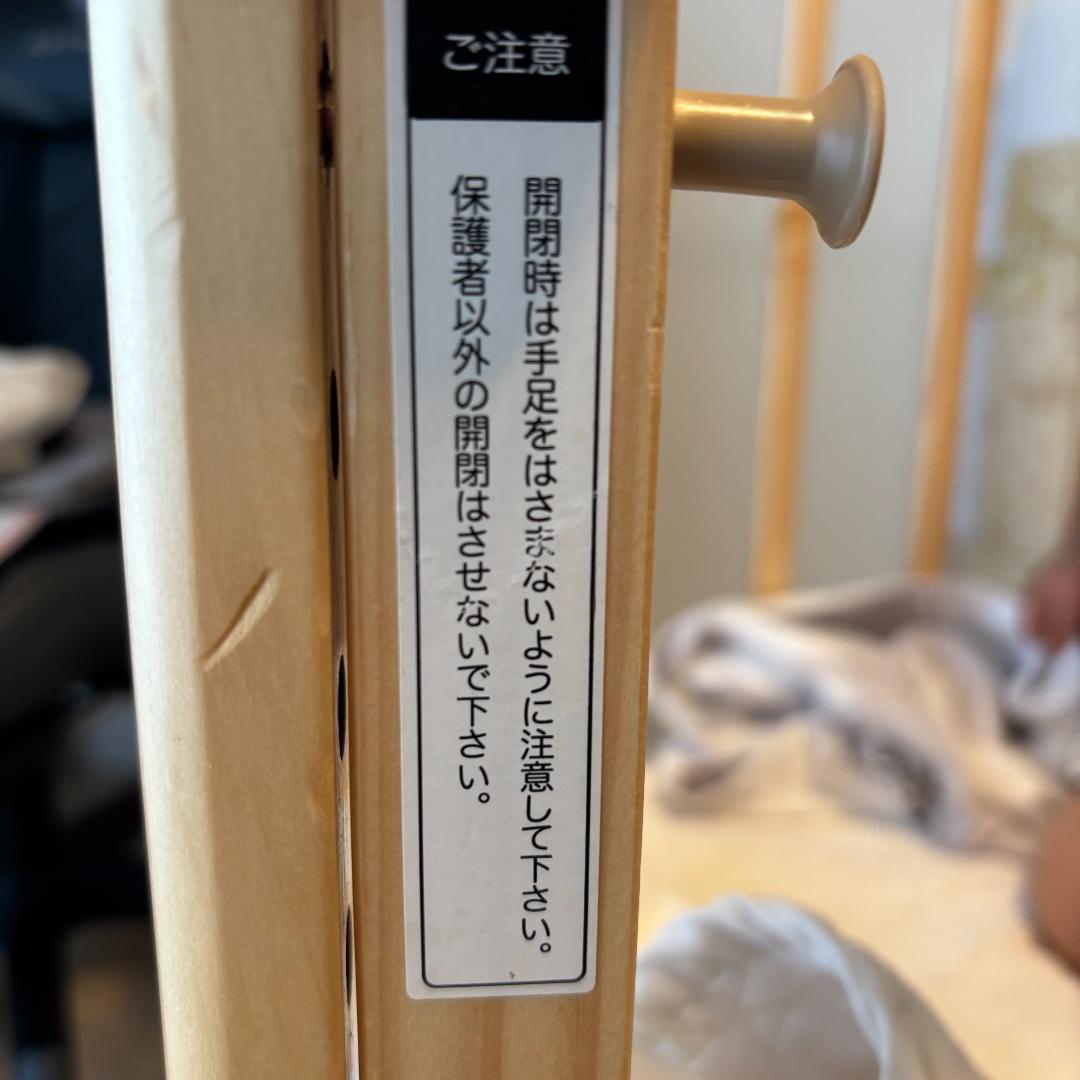 ご注意
開閉時は手足をはさまないように注意して下さい。
保護者以外の開閉はさせないで下さい。